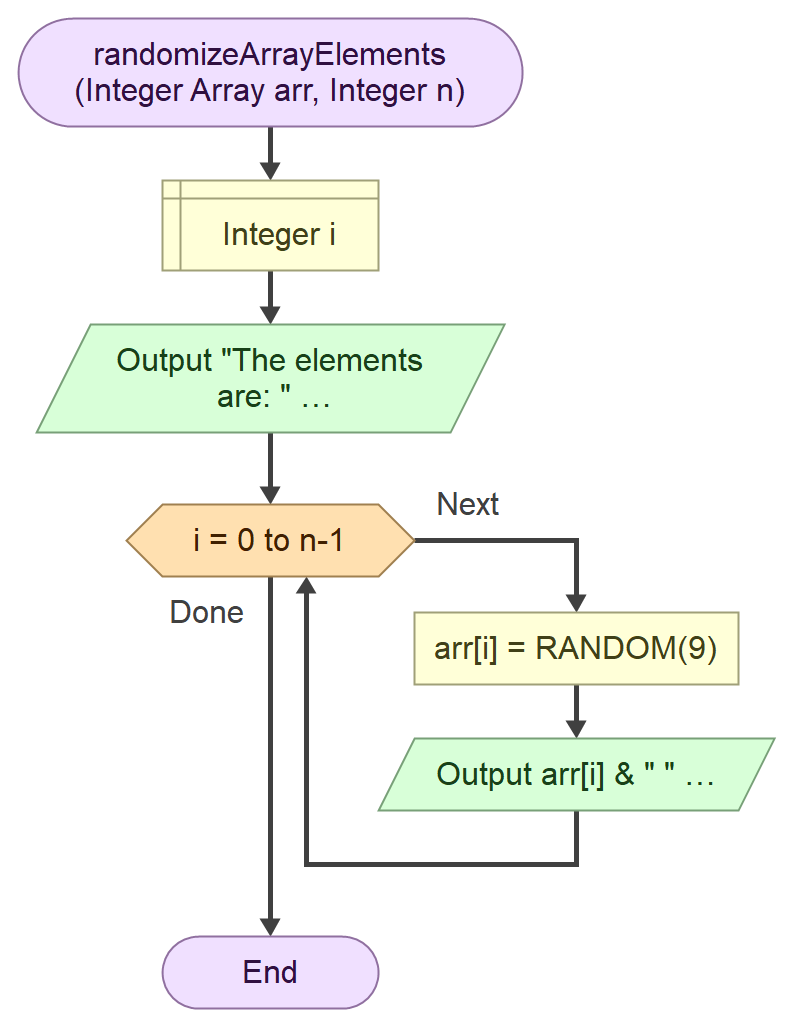 randomizeArrayElements
(Integer Array arr, Integer n)
Integer i
Output "The elements
are: " …
i = 0 to n-1
Next
Done
arr[i] = RANDOM(9)
Output arr[i] & " " …
End